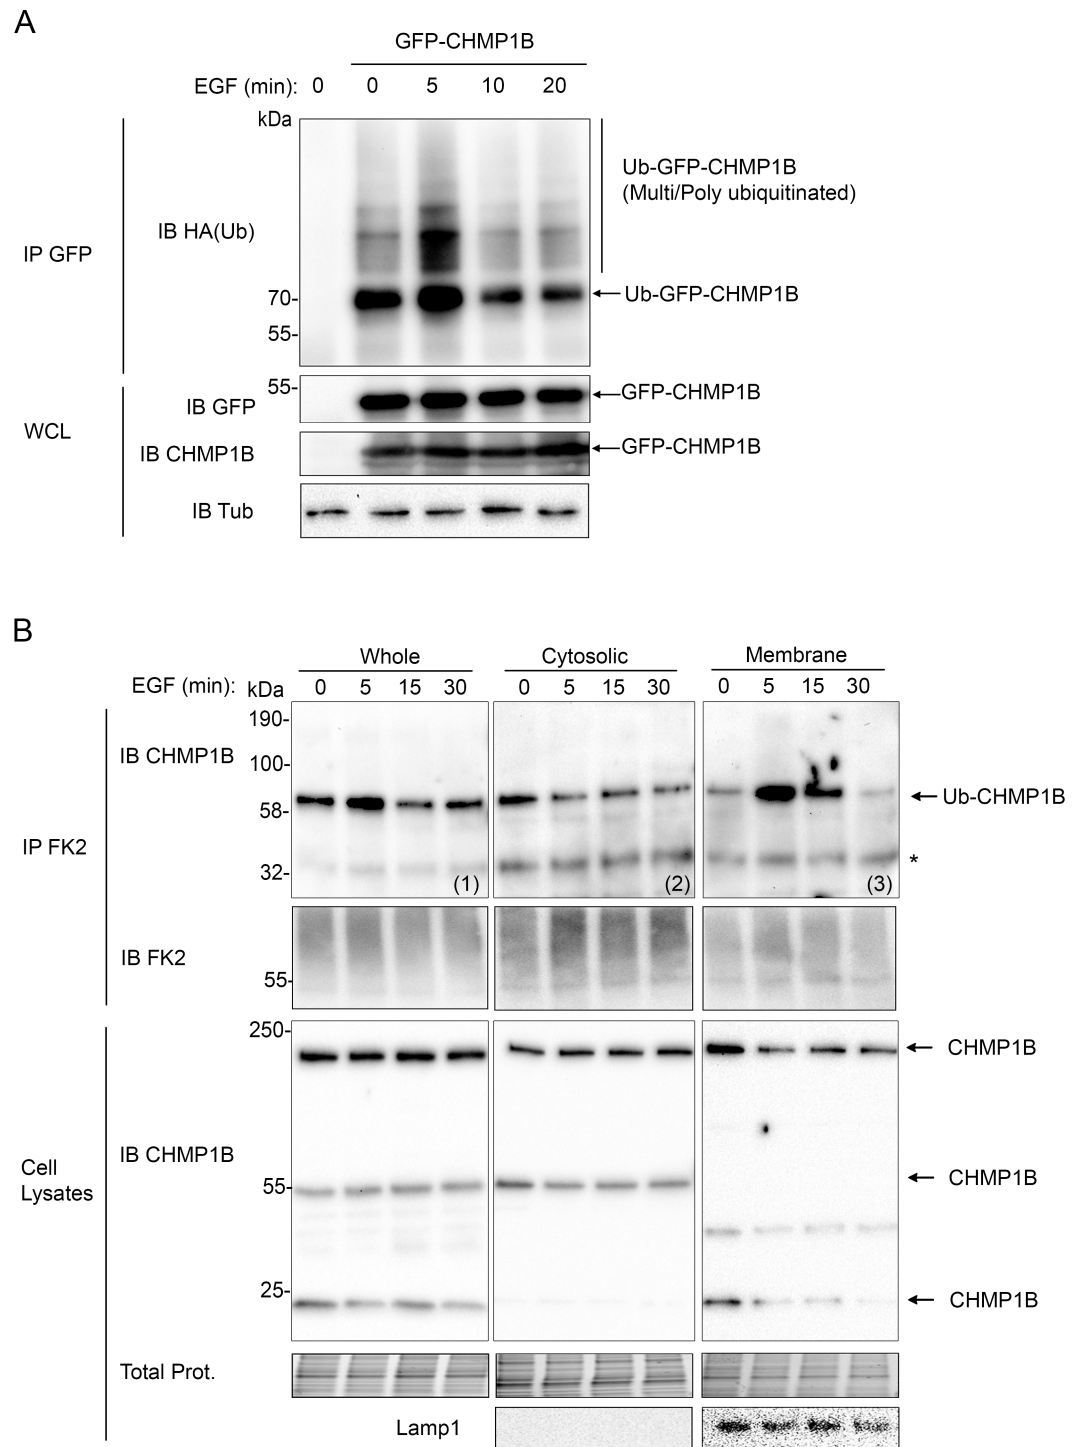 A
GFP-CHMP1B
EGF (min): 0 0 5 10 20
kDa
Ub-GFP-CHMP1B
(Multi/Poly ubiquitinated)
IB HA(Ub)
IP GFP
70- Ub-GFP-CHMP1B
55-
55- GFP-CHMP1B
IB GFP
WCL
IB CHMP1B GFP-CHMP1B
IB Tub
B
Whole Cytosolic Membrane
EGF (min): 0 5 15 30 0 5 15 30 0 5 15 30
kDa
190-
IB CHMP1B
100-
58- Ub-CHMP1B
IP FK2
*
32- (1) (2) (3)
IB FK2
55-
250-
CHMP1B
IB CHMP1B
Cell
Lysates
55- CHMP1B
25- CHMP1B
Total Prot.
Lamp1